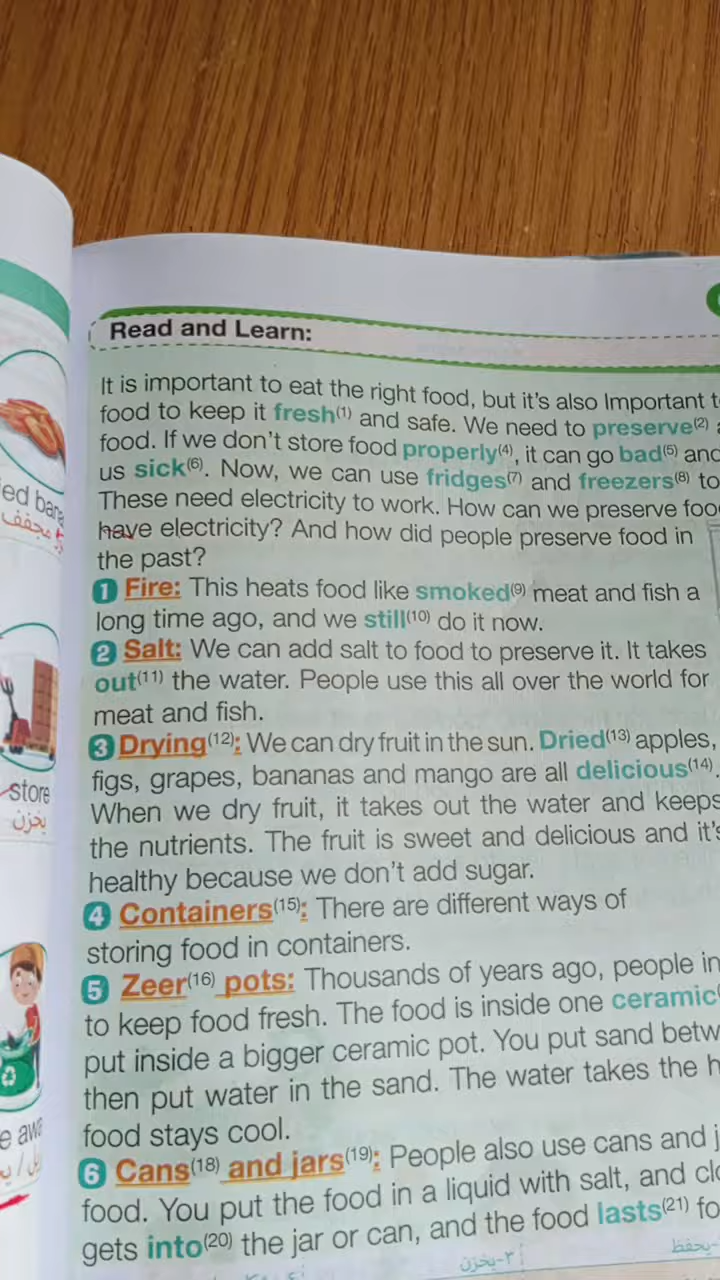 Read and Learn:
It is important to eat the right food, but it's also Important
food to keep it fresh(1) and safe. We need to preserve(2)
food. If we don't store food properly(4), it can go bad(5) and
us sick(6). Now, we can use fridges(7) and freezers(8) to
These need electricity to work. How can we preserve
have electricity? And how did people preserve food in
the past?
1 Fire: This heats food like smoked(9) meat and fish a
long time ago, and we still(10) do it now.
2 Salt: We can add salt to food to preserve it. It takes
out(11) the water. People use this all over the world for
meat and fish.
3 Drying(12): We can dry fruit in the sun. Dried(13) apples,
figs, grapes, bananas and mango are all delicious(14).
When we dry fruit, it takes out the water and keeps
the nutrients. The fruit is sweet and delicious and it's
healthy because we don't add sugar.
4 Containers(15): There are different ways of
storing food in containers.
5 Zeer(16) pots: Thousands of years ago, people in
to keep food fresh. The food is inside one ceramic
put inside a bigger ceramic pot. You put sand
then put water in the sand. The water takes the
food stays cool.
6 Cans(18) and jars(19): People also use cans and
food. You put the food in a liquid with salt, and
gets into(20) the jar or can, and the food lasts(21)
٣-يخزن
يحفظ
مجفف
store
يخزن